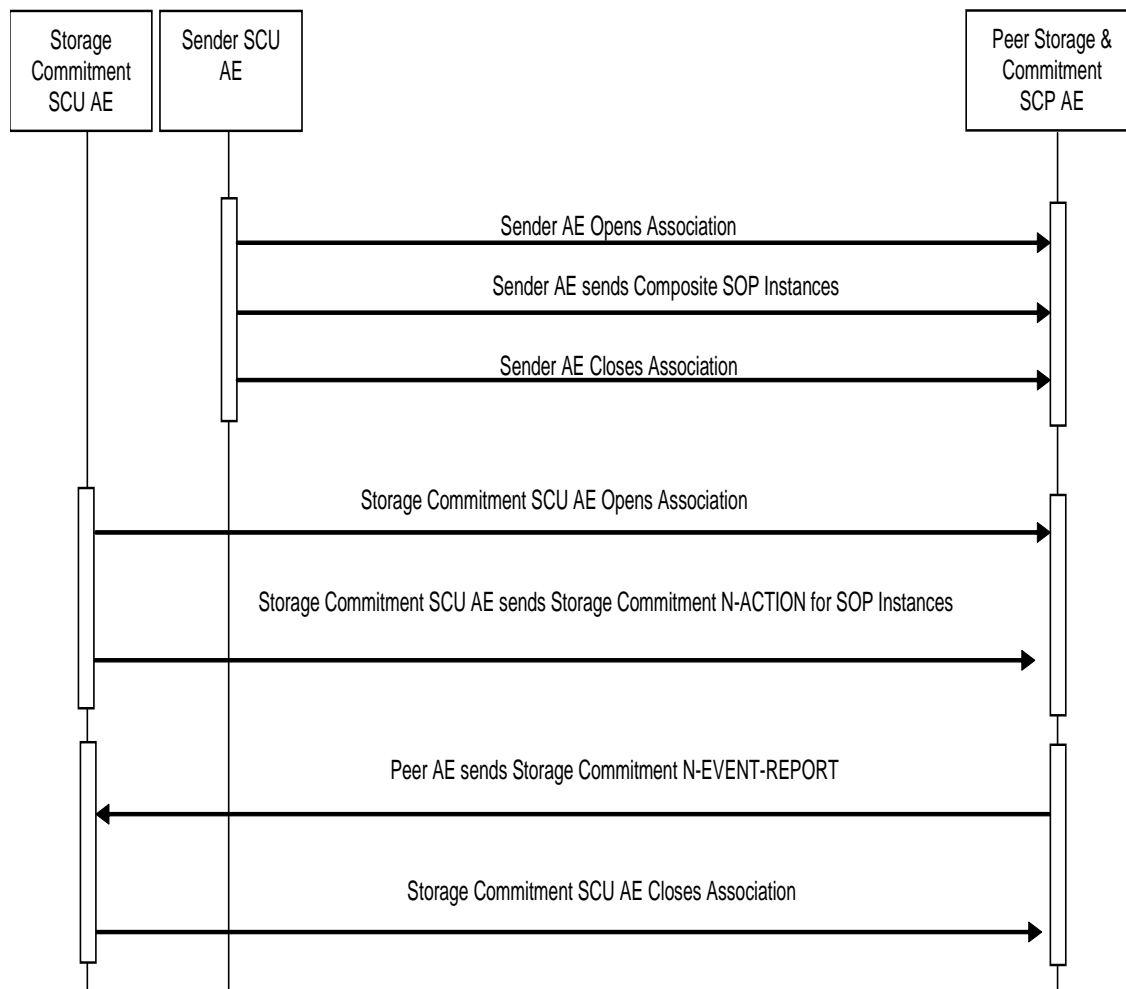 Storage
Commitment
SCU AE
Sender SCU
AE
Peer Storage &
Commitment
SCP AE
Sender AE Opens Association
Sender AE sends Composite SOP Instances
Sender AE Closes Association
Storage Commitment SCU AE Opens Association
Storage Commitment SCU AE sends Storage Commitment N-ACTION for SOP Instances
Peer AE sends Storage Commitment N-EVENT-REPORT
Storage Commitment SCU AE Closes Association